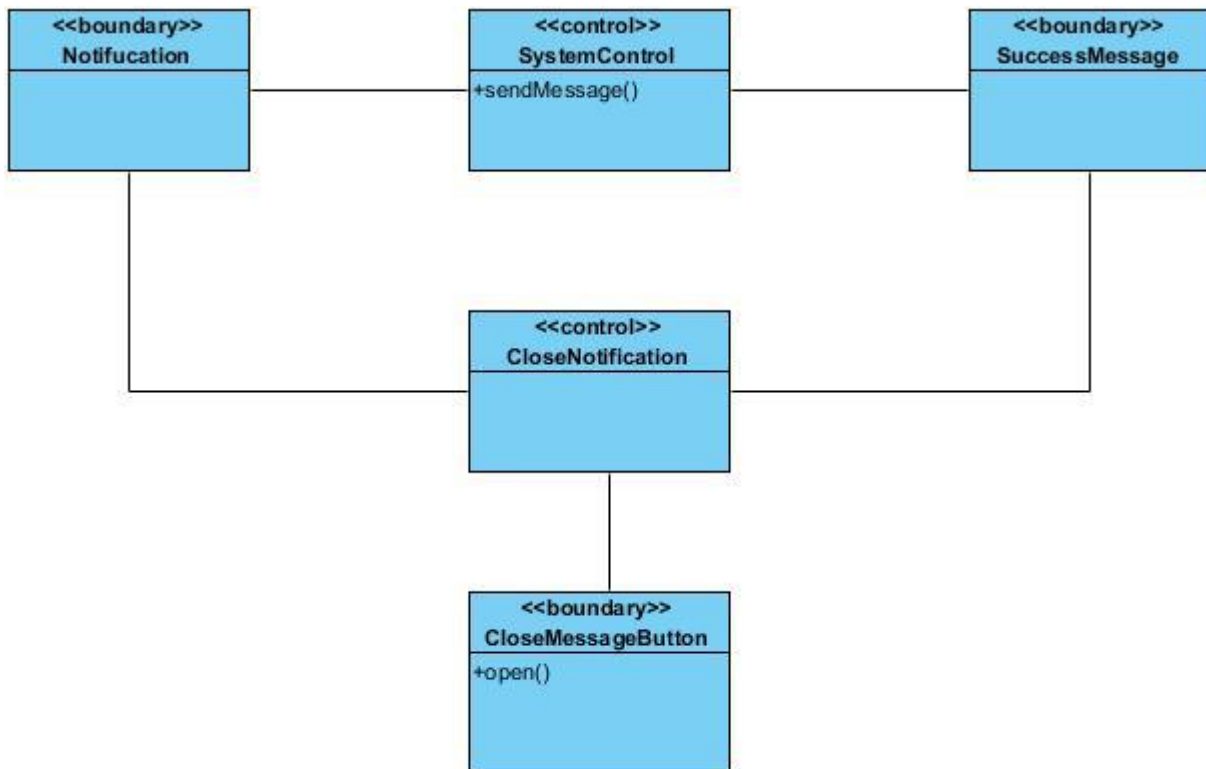 <<boundary>>
Notifucation
<<control>>
SystemControl
+sendMessage()
<<boundary>>
SuccessMessage
<<control>>
CloseNotification
<<boundary>>
CloseMessageButton
+open()